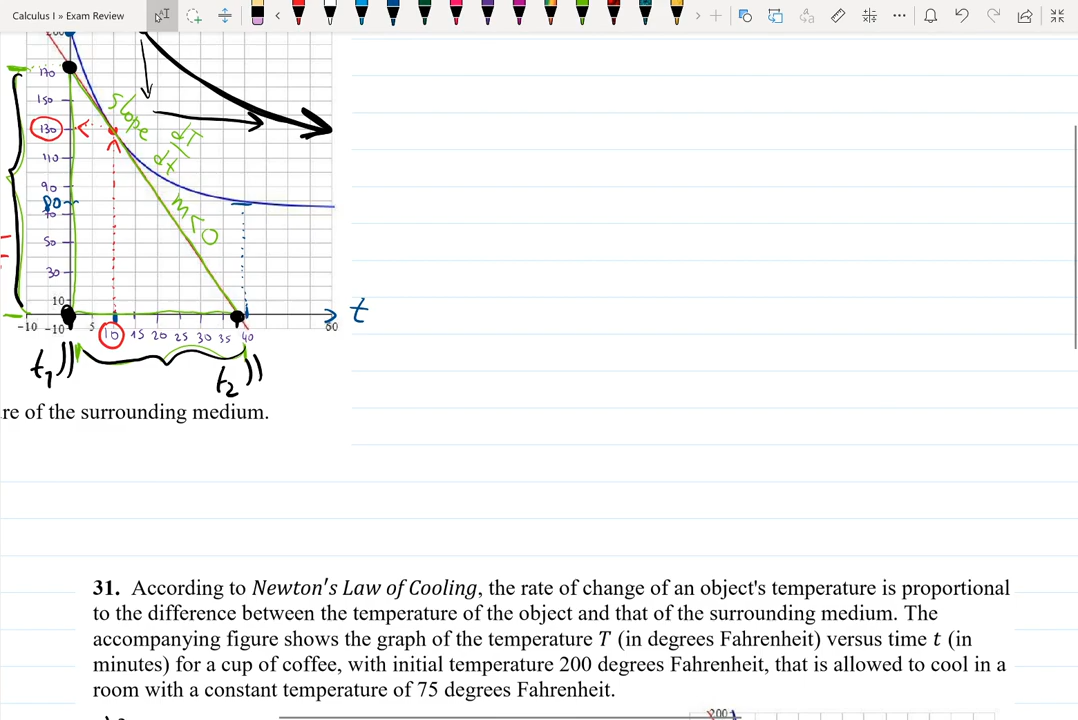 Calculus I » Exam Review
200
170
150
130
110
90
80
70
50
30
10
-10 -10 5 10 15 20 25 30 35 40 60
slope dT
dt
m<0
t
t1 t2
re of the surrounding medium.
31. According to Newton's Law of Cooling, the rate of change of an object's temperature is proportional
to the difference between the temperature of the object and that of the surrounding medium. The
accompanying figure shows the graph of the temperature T (in degrees Fahrenheit) versus time t (in
minutes) for a cup of coffee, with initial temperature 200 degrees Fahrenheit, that is allowed to cool in a
room with a constant temperature of 75 degrees Fahrenheit.
200